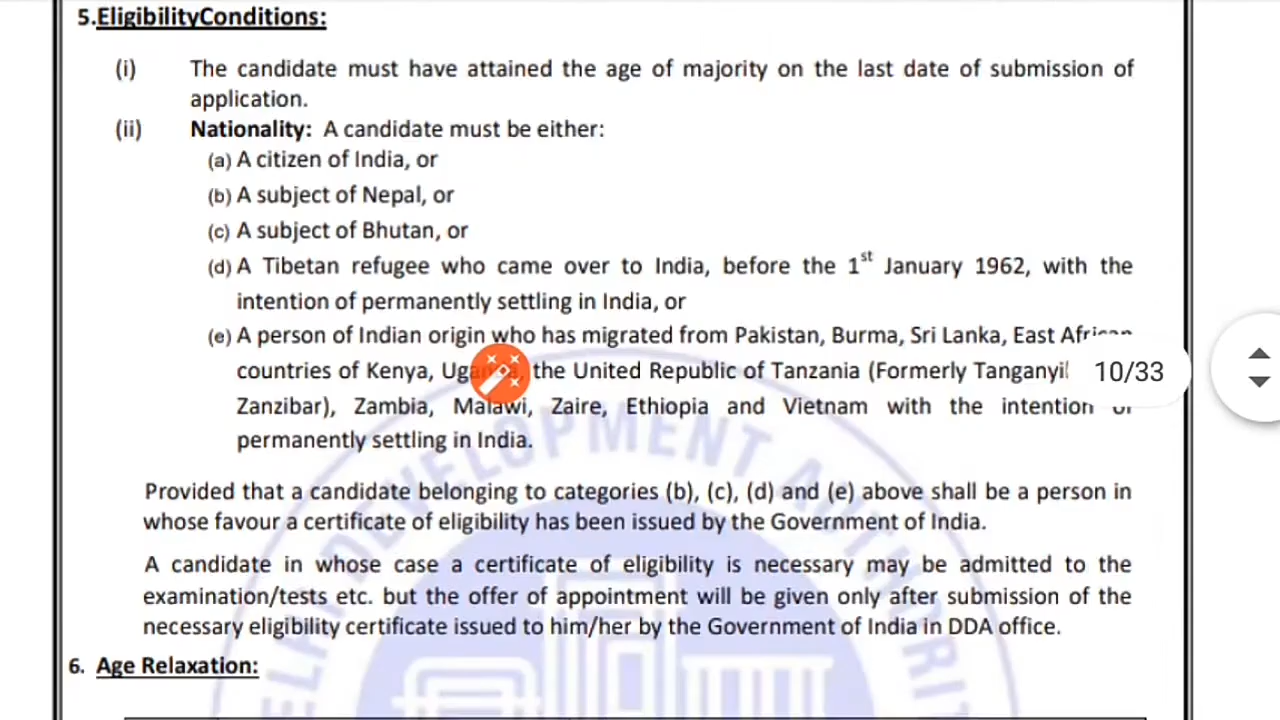 5.EligibilityConditions:
(i) The candidate must have attained the age of majority on the last date of submission of
application.
(ii) Nationality: A candidate must be either:
(a) A citizen of India, or
(b) A subject of Nepal, or
(c) A subject of Bhutan, or
(d) A Tibetan refugee who came over to India, before the 1st January 1962, with the
intention of permanently settling in India, or
(e) A person of Indian origin who has migrated from Pakistan, Burma, Sri Lanka, East African
countries of Kenya, the United Republic of Tanzania (Formerly
10/33
Zanzibar), Zambia, Malawi, Zaire, Ethiopia and Vietnam with the intention of
permanently settling in India.
Provided that a candidate belonging to categories (b), (c), (d) and (e) above shall be a person in
whose favour a certificate of eligibility has been issued by the Government of India.
A candidate in whose case a certificate of eligibility is necessary may be admitted to the
examination/tests etc. but the offer of appointment will be given only after submission of the
necessary eligibility certificate issued to him/her by the Government of India in DDA office.
6. Age Relaxation:
DEVELOPMENT